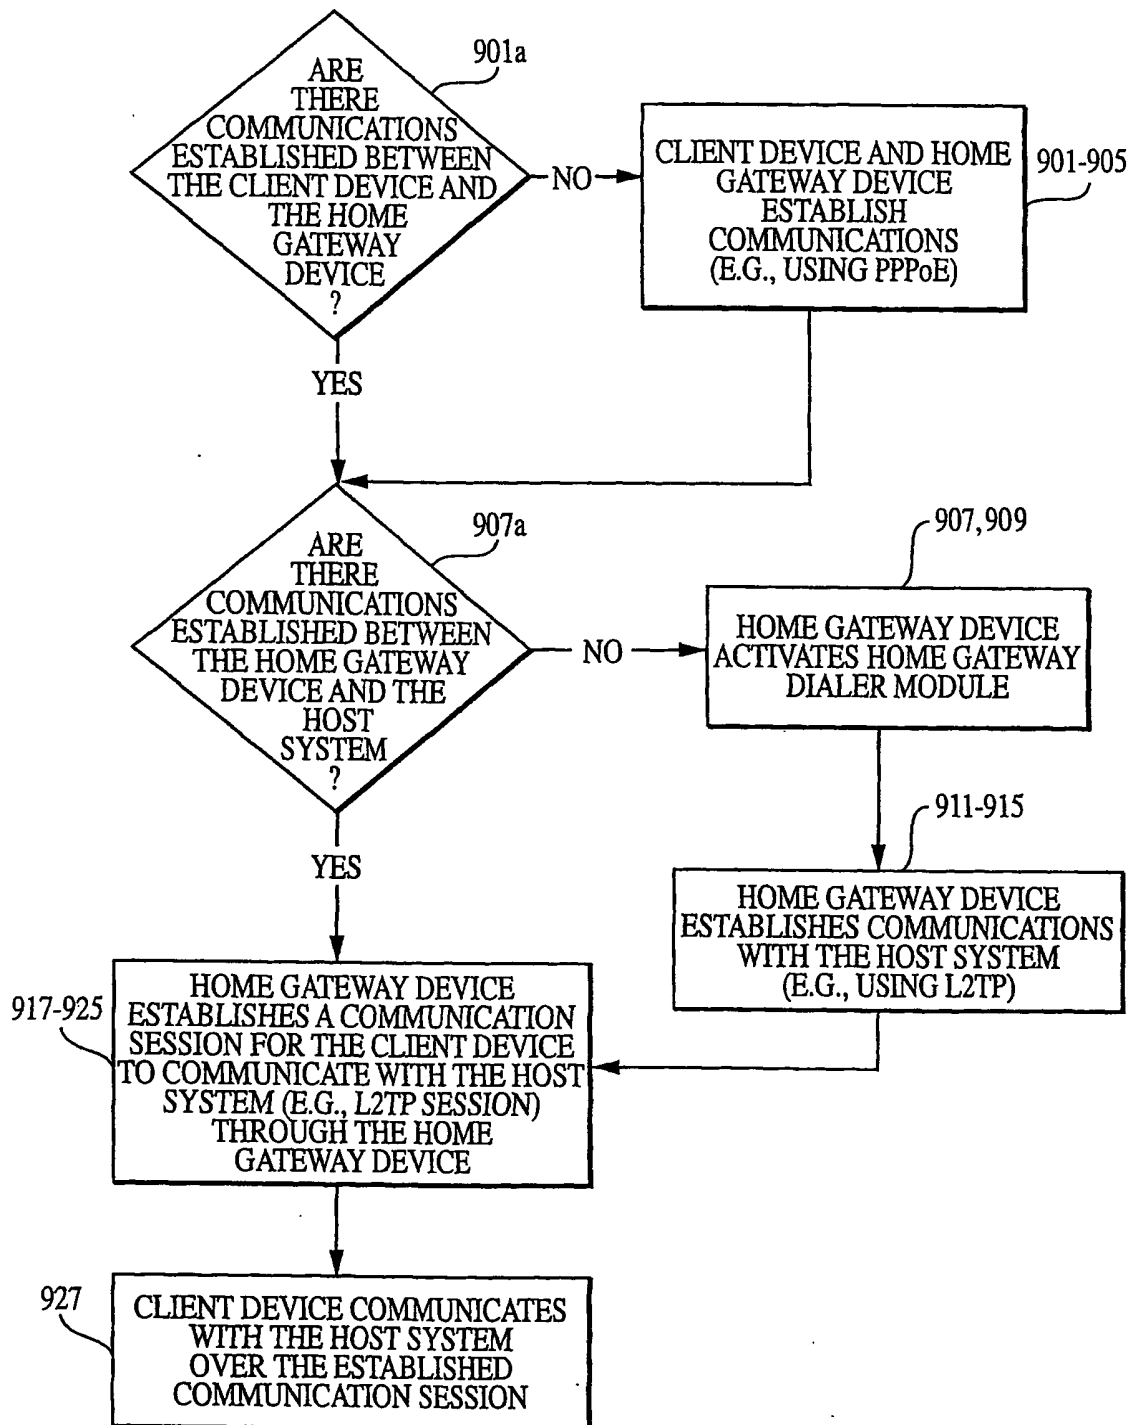 901a
ARE
THERE
COMMUNICATIONS
ESTABLISHED BETWEEN
THE CLIENT DEVICE AND
THE HOME
GATEWAY
DEVICE
?
NO
CLIENT DEVICE AND HOME
GATEWAY DEVICE
ESTABLISH
COMMUNICATIONS
(E.G., USING PPPoE)
901-905
YES
907a
ARE
THERE
COMMUNICATIONS
ESTABLISHED BETWEEN
THE HOME GATEWAY
DEVICE AND THE
HOST
SYSTEM
?
NO
907,909
HOME GATEWAY DEVICE
ACTIVATES HOME GATEWAY
DIALER MODULE
911-915
HOME GATEWAY DEVICE
ESTABLISHES COMMUNICATIONS
WITH THE HOST SYSTEM
(E.G., USING L2TP)
YES
917-925
HOME GATEWAY DEVICE
ESTABLISHES A COMMUNICATION
SESSION FOR THE CLIENT DEVICE
TO COMMUNICATE WITH THE HOST
SYSTEM (E.G., L2TP SESSION)
THROUGH THE HOME
GATEWAY DEVICE
927
CLIENT DEVICE COMMUNICATES
WITH THE HOST SYSTEM
OVER THE ESTABLISHED
COMMUNICATION SESSION